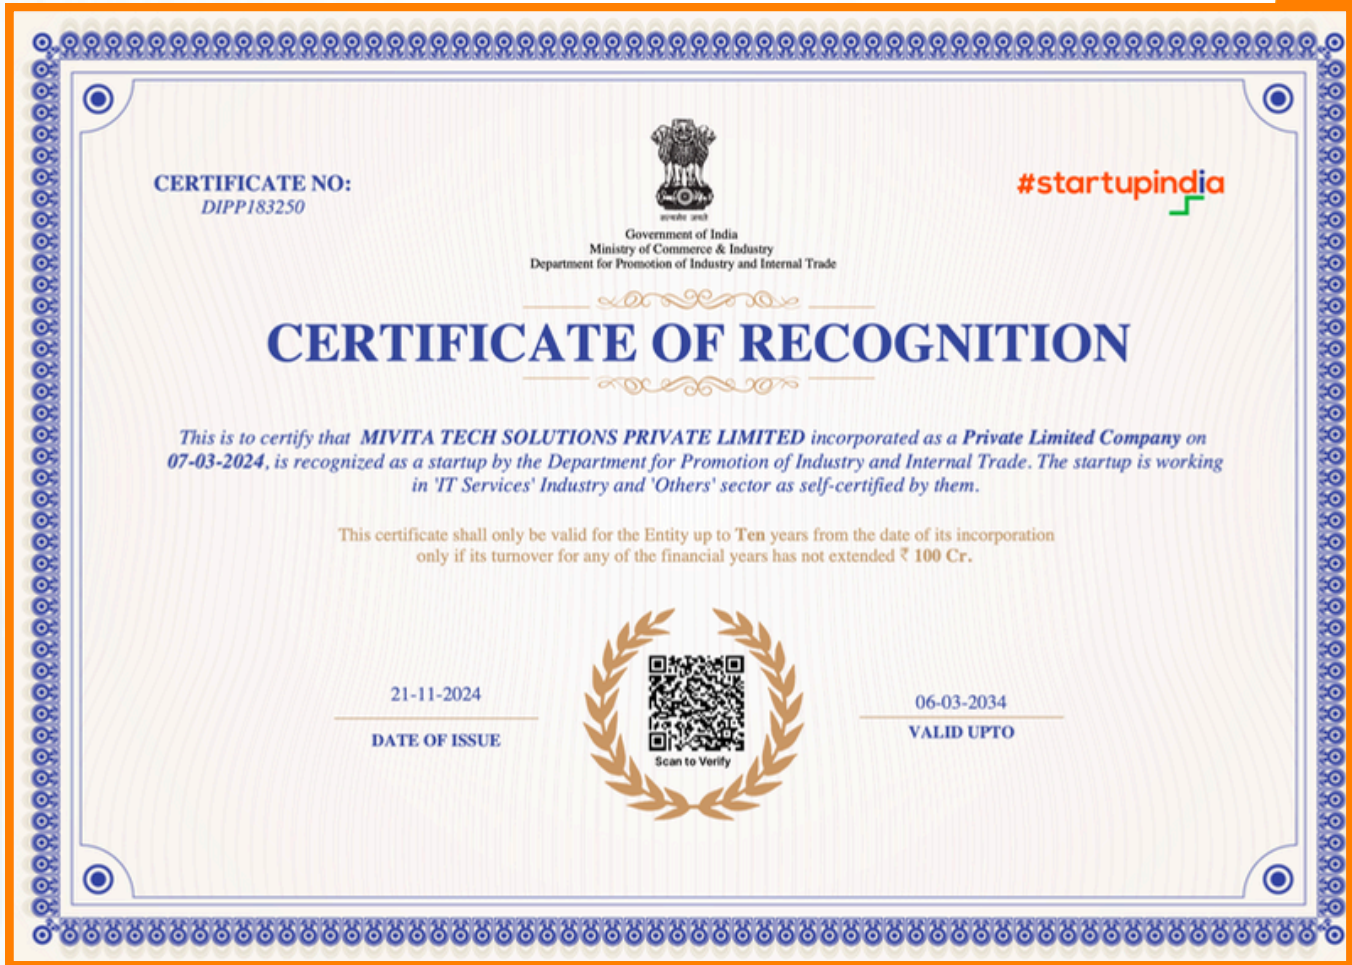 CERTIFICATE NO:
DIPP183250
#startupindia
सत्यमेव जयते
Government of India
Ministry of Commerce & Industry
Department for Promotion of Industry and Internal Trade
CERTIFICATE OF RECOGNITION
This is to certify that MIVITA TECH SOLUTIONS PRIVATE LIMITED incorporated as a Private Limited Company on
07-03-2024, is recognized as a startup by the Department for Promotion of Industry and Internal Trade. The startup is working
in 'IT Services' Industry and 'Others' sector as self-certified by them.
This certificate shall only be valid for the Entity up to Ten years from the date of its incorporation
only if its turnover for any of the financial years has not extended ₹ 100 Cr.
21-11-2024
DATE OF ISSUE
Scan to Verify
06-03-2034
VALID UPTO